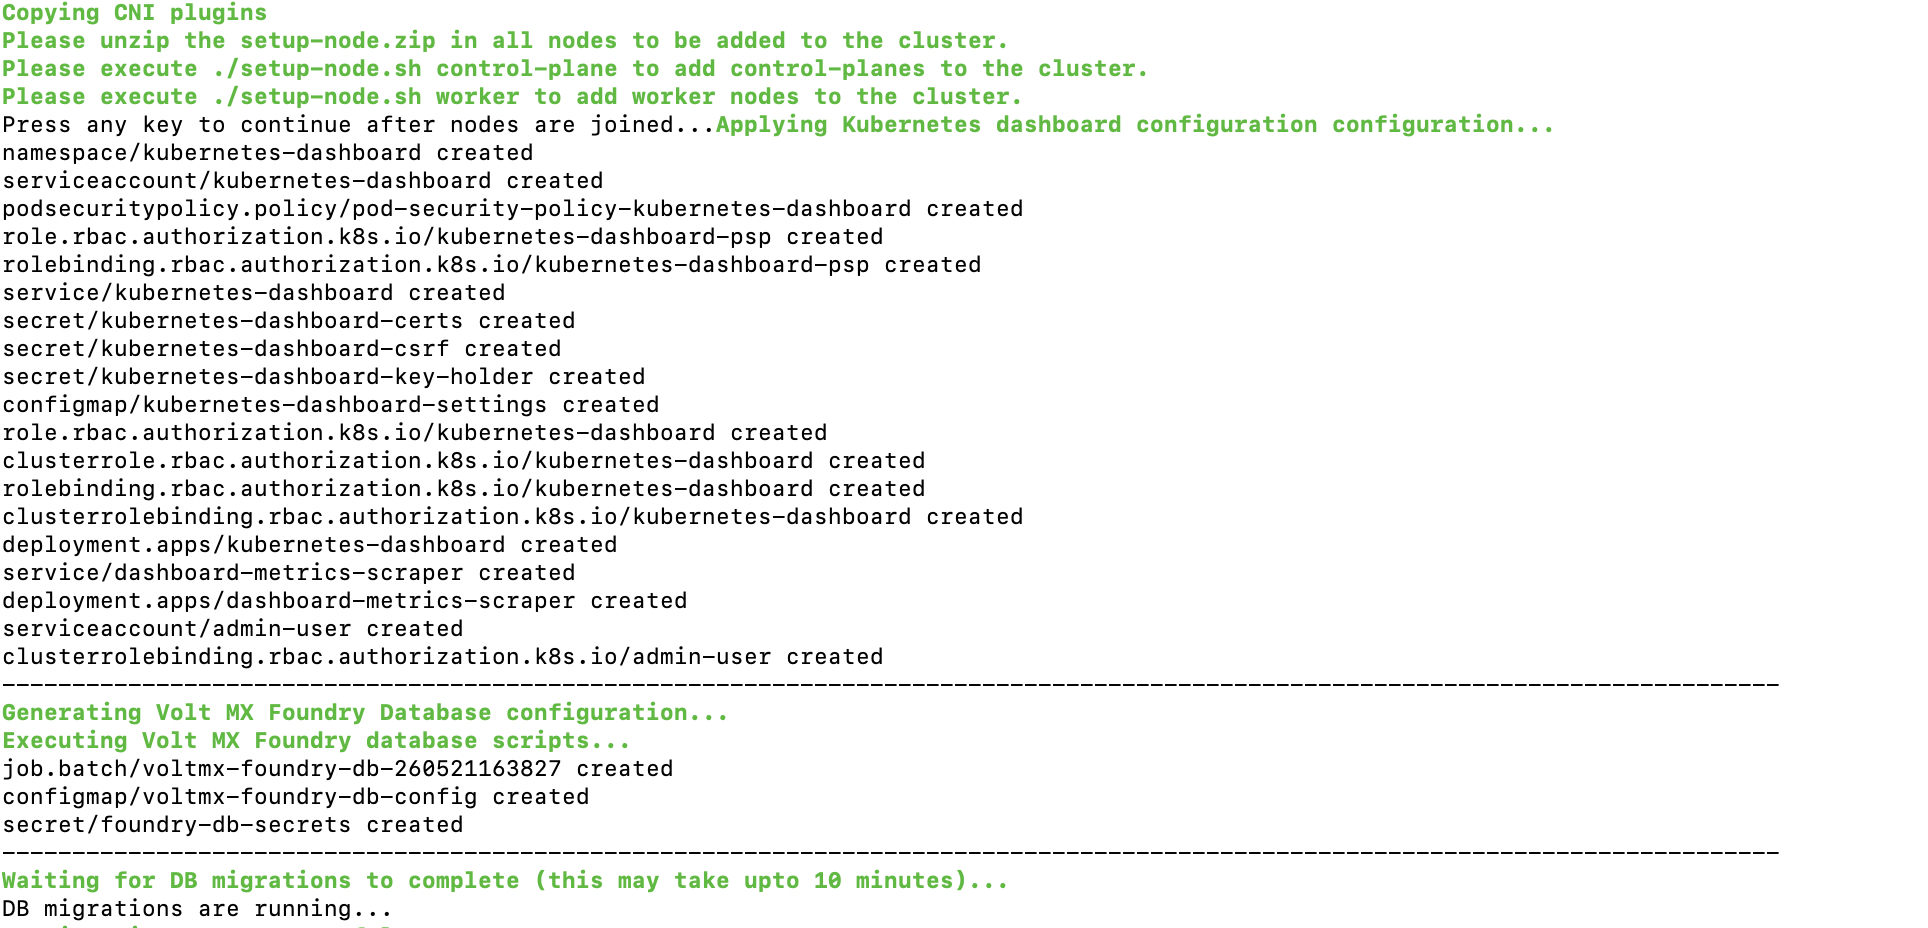 Copying CNI plugins
Please unzip the setup-node.zip in all nodes to be added to the cluster.
Please execute ./setup-node.sh control-plane to add control-planes to the cluster.
Please execute ./setup-node.sh worker to add worker nodes to the cluster.
Press any key to continue after nodes are joined...Applying Kubernetes dashboard configuration configuration...
namespace/kubernetes-dashboard created
serviceaccount/kubernetes-dashboard created
podsecuritypolicy.policy/pod-security-policy-kubernetes-dashboard created
role.rbac.authorization.k8s.io/kubernetes-dashboard-psp created
rolebinding.rbac.authorization.k8s.io/kubernetes-dashboard-psp created
service/kubernetes-dashboard created
secret/kubernetes-dashboard-certs created
secret/kubernetes-dashboard-csrf created
secret/kubernetes-dashboard-key-holder created
configmap/kubernetes-dashboard-settings created
role.rbac.authorization.k8s.io/kubernetes-dashboard created
clusterrole.rbac.authorization.k8s.io/kubernetes-dashboard created
rolebinding.rbac.authorization.k8s.io/kubernetes-dashboard created
clusterrolebinding.rbac.authorization.k8s.io/kubernetes-dashboard created
deployment.apps/kubernetes-dashboard created
service/dashboard-metrics-scraper created
deployment.apps/dashboard-metrics-scraper created
serviceaccount/admin-user created
clusterrolebinding.rbac.authorization.k8s.io/admin-user created
-------------------------------------------------------------------------------------------------------------------------------
Generating Volt MX Foundry Database configuration...
Executing Volt MX Foundry database scripts...
job.batch/voltmx-foundry-db-260521163827 created
configmap/voltmx-foundry-db-config created
secret/foundry-db-secrets created
-------------------------------------------------------------------------------------------------------------------------------
Waiting for DB migrations to complete (this may take upto 10 minutes)...
DB migrations are running...